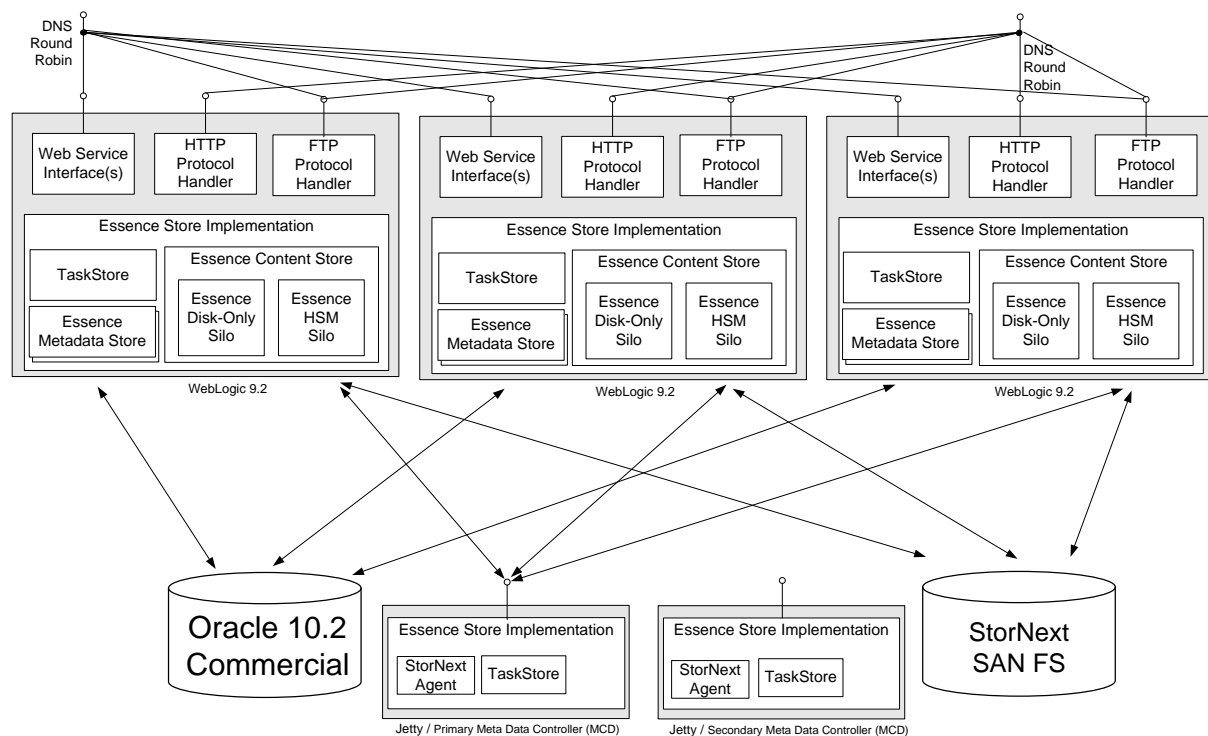 DNS
Round
Robin
DNS
Round
Robin
Web Service
Interface(s)
HTTP
Protocol
Handler
FTP
Protocol
Handler
Essence Store Implementation
TaskStore
Essence
Metadata Store
Essence Content Store
Essence
Disk-Only
Silo
Essence
HSM
Silo
WebLogic 9.2
Web Service
Interface(s)
HTTP
Protocol
Handler
FTP
Protocol
Handler
Essence Store Implementation
TaskStore
Essence
Metadata Store
Essence Content Store
Essence
Disk-Only
Silo
Essence
HSM
Silo
WebLogic 9.2
Web Service
Interface(s)
HTTP
Protocol
Handler
FTP
Protocol
Handler
Essence Store Implementation
TaskStore
Essence
Metadata Store
Essence Content Store
Essence
Disk-Only
Silo
Essence
HSM
Silo
WebLogic 9.2
Oracle 10.2
Commercial
Essence Store Implementation
StorNext
Agent
TaskStore
Jetty / Primary Meta Data Controller (MCD)
Essence Store Implementation
StorNext
Agent
TaskStore
Jetty / Secondary Meta Data Controller (MCD)
StorNext
SAN FS